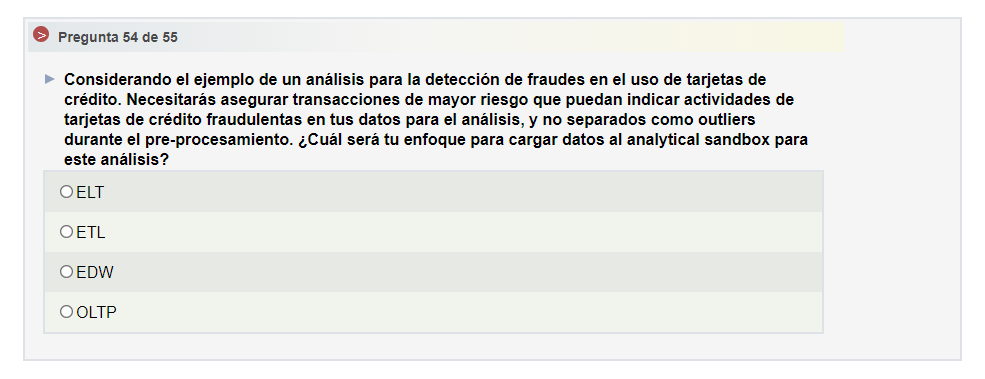 Pregunta 54 de 55
Considerando el ejemplo de un análisis para la detección de fraudes en el uso de tarjetas de
crédito. Necesitarás asegurar transacciones de mayor riesgo que puedan indicar actividades de
tarjetas de crédito fraudulentas en tus datos para el análisis, y no separados como outliers
durante el pre-procesamiento. ¿Cuál será tu enfoque para cargar datos al analytical sandbox para
este análisis?
ELT
ETL
EDW
OLTP